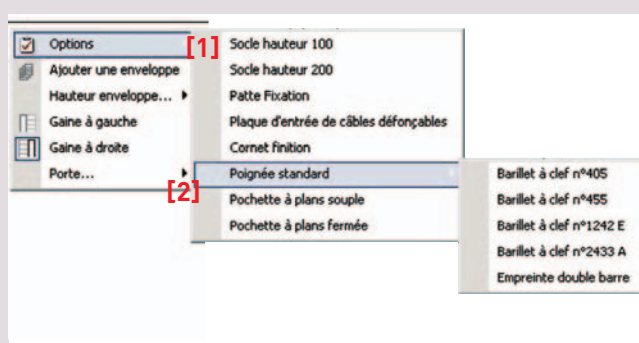 Options
[1]
Ajouter une enveloppe
Hauteur enveloppe...
Gaine à gauche
Gaine à droite
Porte...
[2]
Socle hauteur 100
Socle hauteur 200
Patte Fixation
Plaque d'entrée de câbles défonçables
Cornet finition
Poignée standard
Pochette à plans souple
Pochette à plans fermée
Barillet à clef n°405
Barillet à clef n°455
Barillet à clef n°1242 E
Barillet à clef n°2433 A
Empreinte double barre